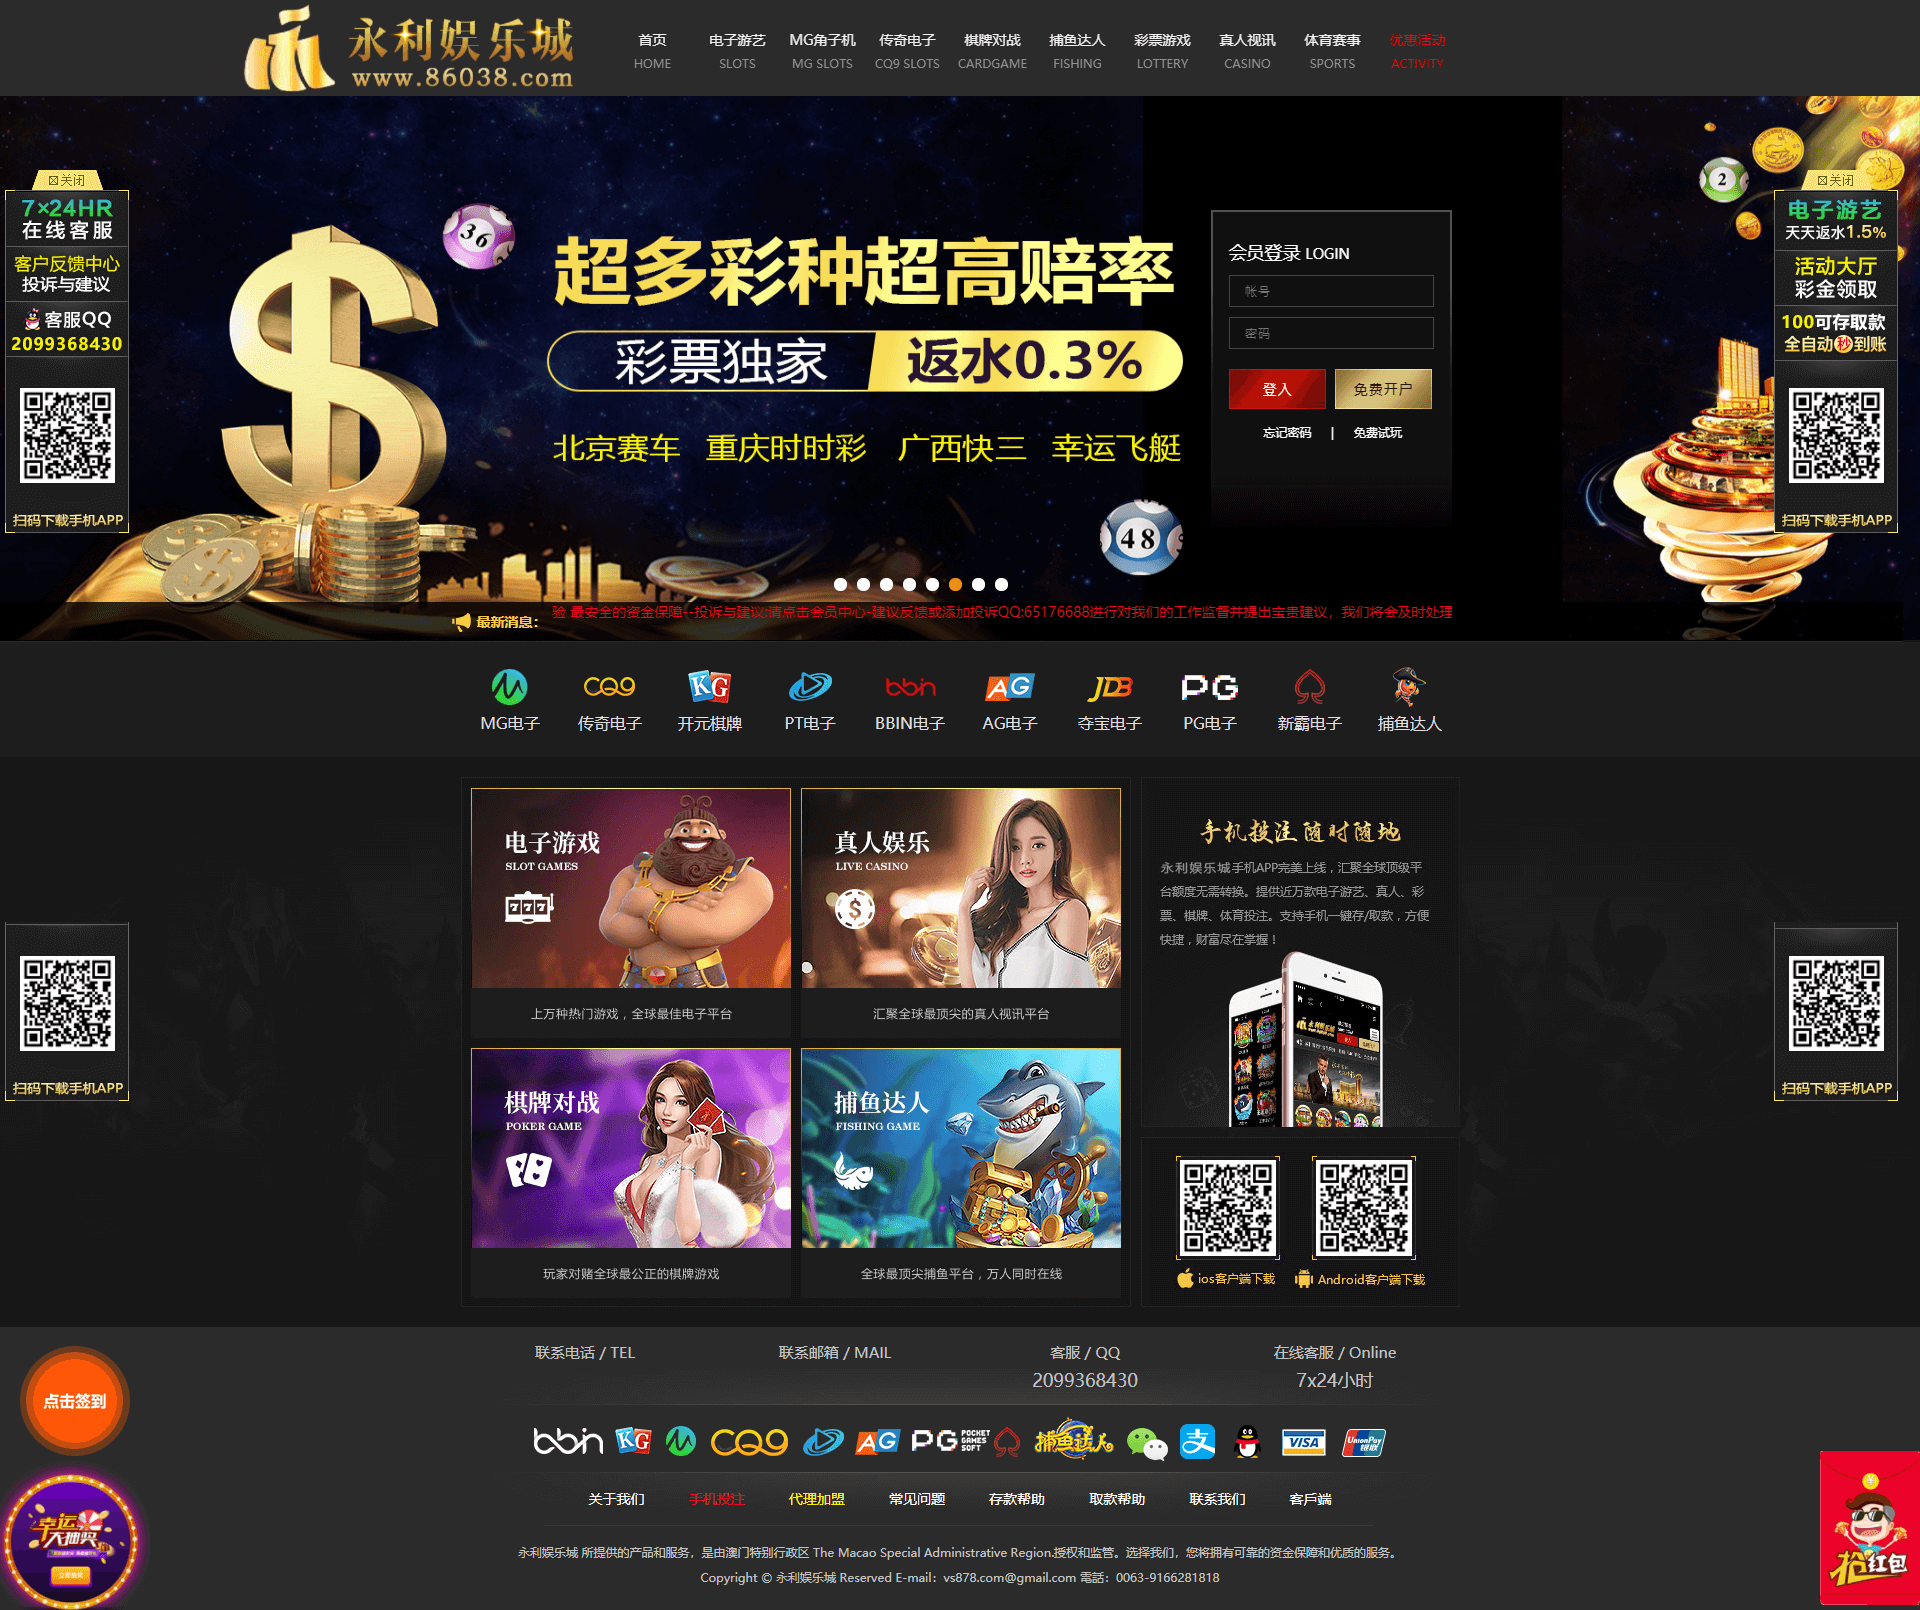 永利娱乐城
www.86038.com
首页 电子游艺 MG角子机 传奇电子 棋牌对战 捕鱼达人 彩票游戏 真人视讯 体育赛事 优惠活动
HOME SLOTS MG SLOTS CQ9 SLOTS CARDGAME FISHING LOTTERY CASINO SPORTS ACTIVITY
关闭
7×24HR
在线客服
客户反馈中心
投诉与建议
客服QQ
2099368430
扫码下载手机APP
36
超多彩种超高赔率
彩票独家 返水0.3%
北京赛车 重庆时时彩 广西快三 幸运飞艇
48
会员登录 LOGIN
帐号
密码
登入 免费开户
忘记密码 | 免费试玩
2
关闭
电子游艺
天天返水1.5%
活动大厅
彩金领取
100可存取款
全自动秒到账
扫码下载手机APP
最新消息：
验 最安全的资金保障--投诉与建议:请点击会员中心-建议反馈或添加投诉QQ:65176688进行对我们的工作监督并提出宝贵建议，我们将会及时处理
CQ9 KG bbin AG JDB PG
MG电子 传奇电子 开元棋牌 PT电子 BBIN电子 AG电子 夺宝电子 PG电子 新霸电子 捕鱼达人
电子游戏
SLOT GAMES
777
上万种热门游戏，全球最佳电子平台
真人娱乐
LIVE CASINO
汇聚全球最顶尖的真人视讯平台
棋牌对战
POKER GAME
玩家对赌全球最公正的棋牌游戏
捕鱼达人
FISHING GAME
全球最顶尖捕鱼平台，万人同时在线
手机投注 随时随地
永利娱乐城手机APP完美上线，汇聚全球顶级平
台额度无需转换。提供近万款电子游艺、真人、彩
票、棋牌、体育投注。支持手机一键存/取款，方便
快捷，财富尽在掌握！
永利娱乐城
ios客户端下载 Android客户端下载
扫码下载手机APP
扫码下载手机APP
联系电话 / TEL 联系邮箱 / MAIL 客服 / QQ 在线客服 / Online
2099368430 7x24小时
点击签到
bbin KG CQ9 AG PG POCKET GAMES SOFT 捕鱼达人 支 VISA UnionPay 银联
关于我们 手机投注 代理加盟 常见问题 存款帮助 取款帮助 联系我们 客戶端
幸运
大抽奖
抢红包
永利娱乐城 所提供的产品和服务，是由澳门特别行政区 The Macao Special Administrative Region.授权和监管。选择我们，您将拥有可靠的资金保障和优质的服务。
Copyright © 永利娱乐城 Reserved E-mail：vs878.com@gmail.com 電話：0063-9166281818